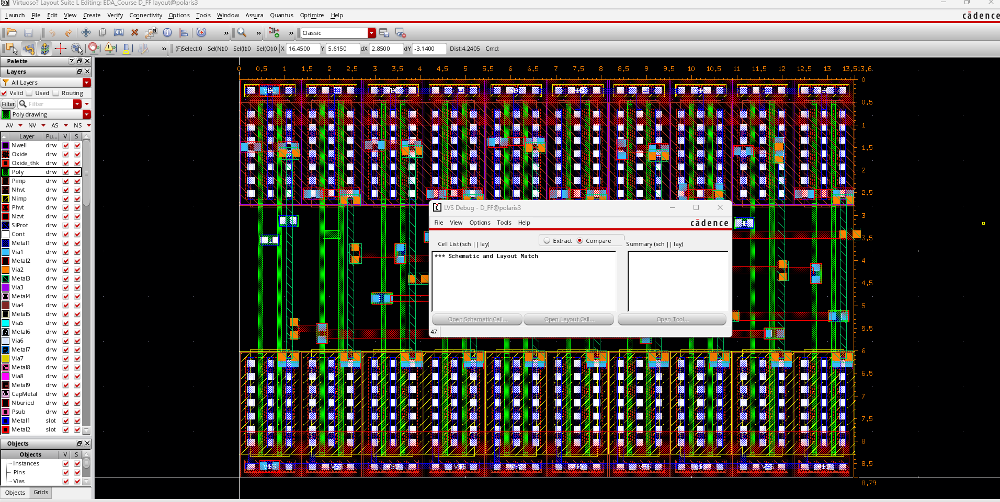 Virtuoso? Layout Suite L Editing: EDA_Course D_FF layout@polaris3
Launch File Edit View Create Verify Connectivity Options Tools Window Assura Quantus Optimize Help
cādence
Classic
(F)Select:0 Sel(N):0 Sel(I):0 Sel(O):0 X 16.4500 Y 5.6150 dX 2.8500 dY -3.1400 Dist:4.2405 Cmd:
Palette
Layers
All Layers
Valid Used Routing
Filter Filter
Poly drawing
AV NV AS NS
Layer Pu... V S
Nwell drw
Oxide drw
Oxide_thk drw
Poly drw
Pimp drw
Nhvt drw
Nimp drw
Phvt drw
Nzvt drw
SiProt drw
Cont drw
Metal1 drw
Via1 drw
Metal2 drw
Via2 drw
Metal3 drw
Via3 drw
Metal4 drw
Via4 drw
Metal5 drw
Via5 drw
Metal6 drw
Via6 drw
Metal7 drw
Via7 drw
Metal8 drw
Via8 drw
Metal9 drw
CapMetal drw
Nburied drw
Psub drw
Metal1 slot
Metal2 slot
Objects
Objects V S
Instances
Pins
Vias
Objects Grids
0 0.5 1 1.5 2 2.5 3 3.5 4 4.5 5 5.5 6 6.5 7 7.5 8 8.5 9 9.5 10 10.5 11 11.5 12 12.5 13 13.513.6
0
0.5
1
1.5
2
2.5
3
3.5
4
4.5
5
5.5
6
6.5
7
7.5
8
8.5
8.79
LVS Debug - D_FF@polaris3
File View Options Tools Help
cādence
Extract Compare
Cell List (sch || lay) Summary (sch || lay)
*** Schematic and Layout Match
Open Schematic Cell... Open Layout Cell... Open Tool...
47